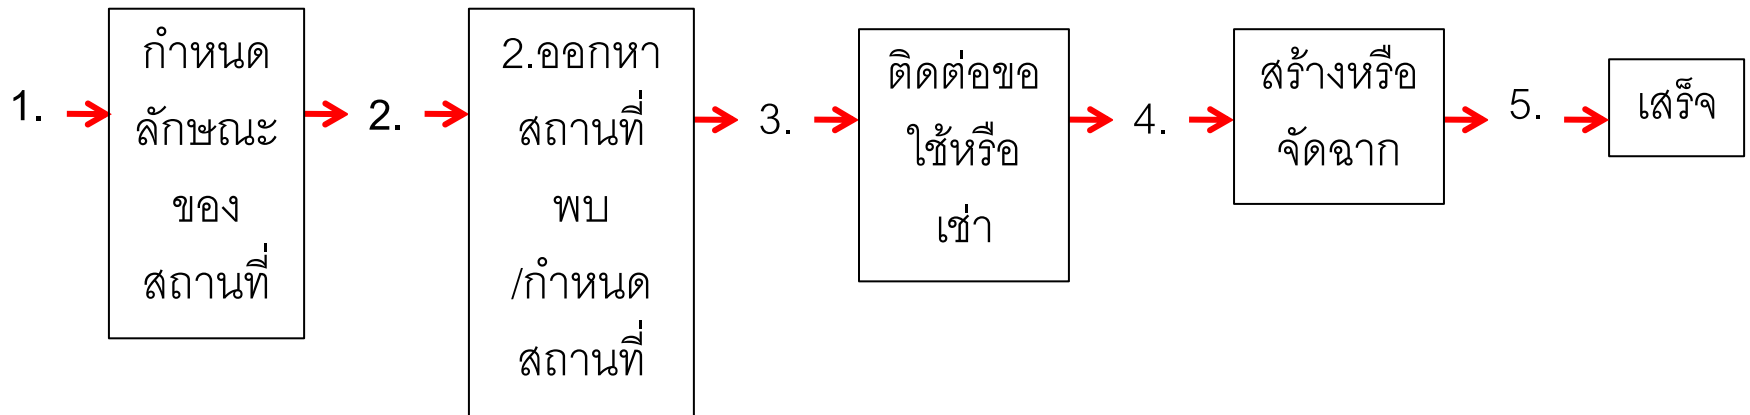 1.
กำหนด
ลักษณะ
ของ
สถานที่
2.
2.ออกหา
สถานที่
พบ
/กำหนด
สถานที่
3.
ติดต่อขอ
ใช้หรือ
เช่า
4.
สร้างหรือ
จัดฉาก
5.
เสร็จ